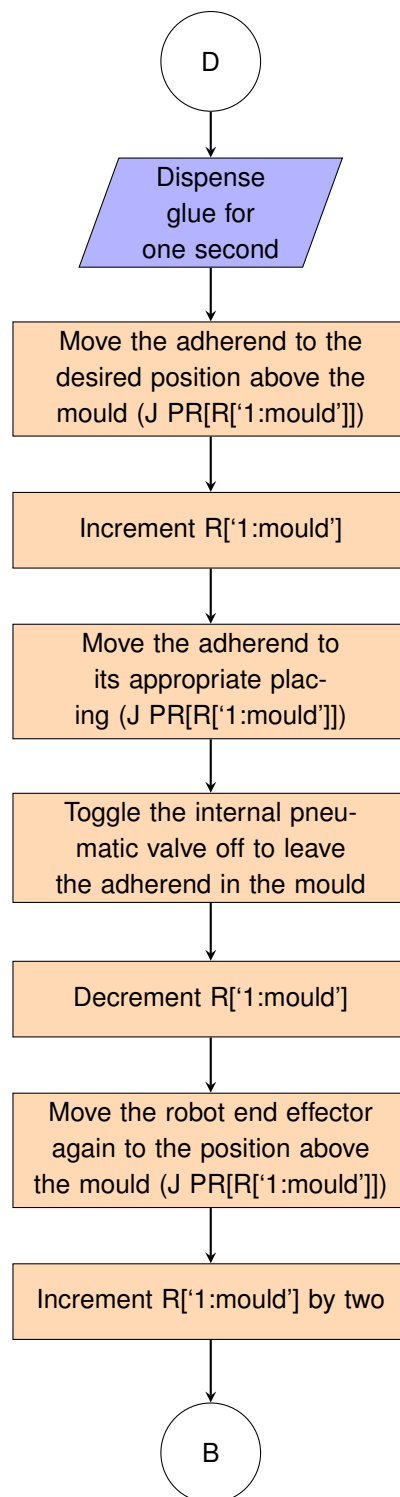 D
Dispense
glue for
one second
Move the adherend to the
desired position above the
mould (J PR[R[‘1:mould’]])
Increment R[‘1:mould’]
Move the adherend to
its appropriate plac-
ing (J PR[R[‘1:mould’]])
Toggle the internal pneu-
matic valve off to leave
the adherend in the mould
Decrement R[‘1:mould’]
Move the robot end effector
again to the position above
the mould (J PR[R[‘1:mould’]])
Increment R[‘1:mould’] by two
B